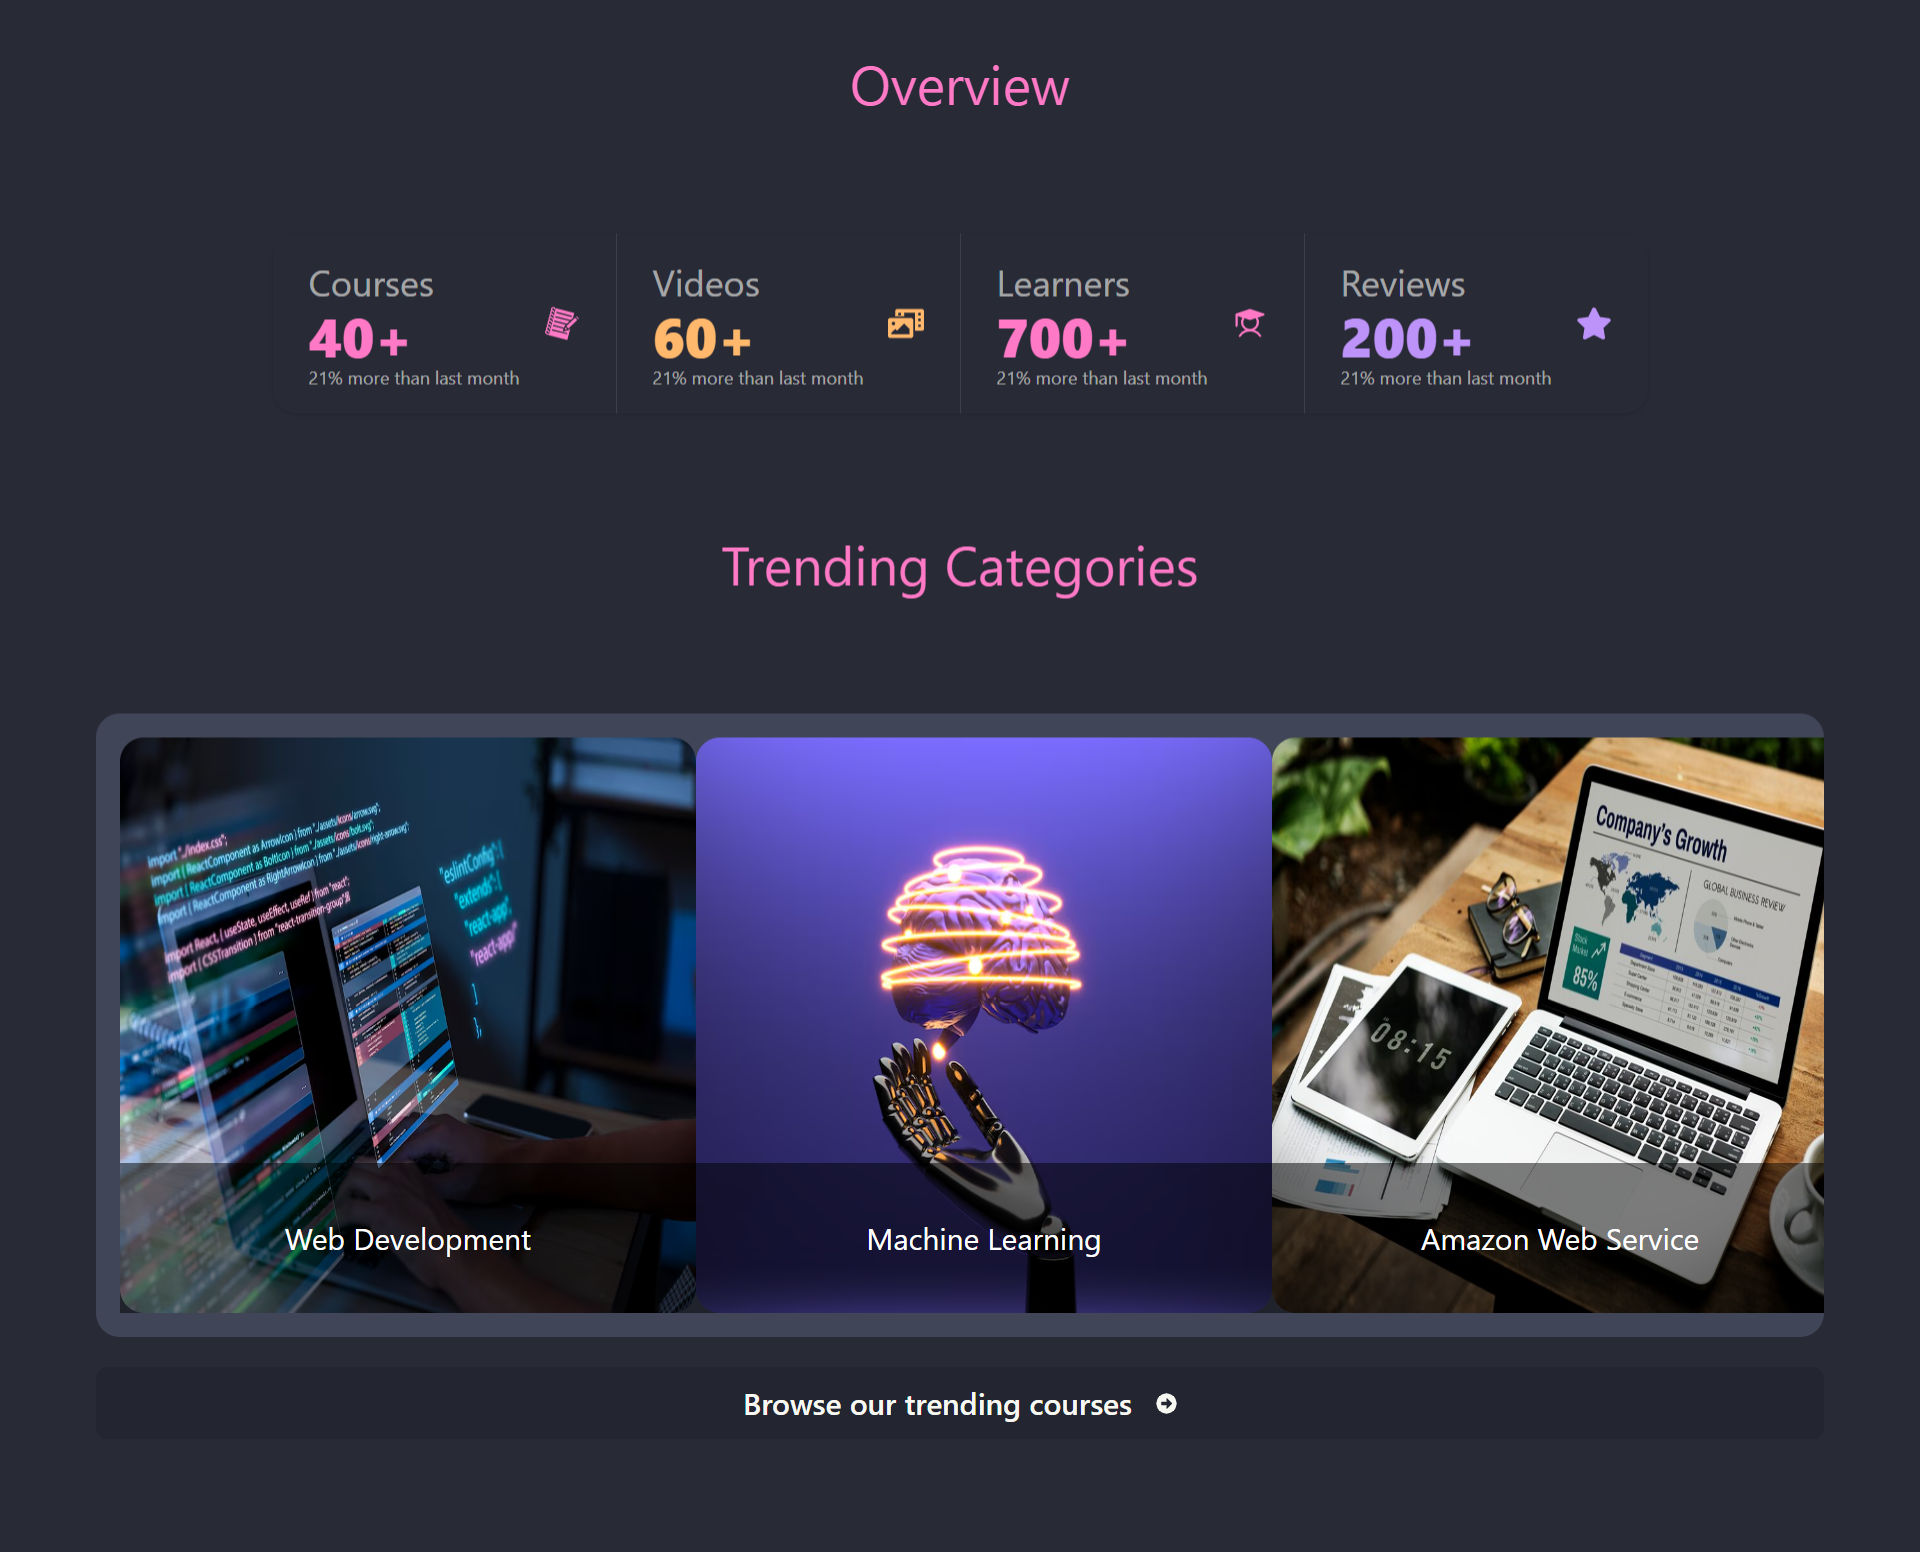 Overview
Courses
40+
21% more than last month
Videos
60+
21% more than last month
Learners
700+
21% more than last month
Reviews
200+
21% more than last month
Trending Categories
import "./index.css";
import { ReactComponent as ArrowIcon } from "./assets/icons/arrow.svg";
import { ReactComponent as BoltIcon } from "./assets/icons/bolt.svg";
import { ReactComponent as RightArrowIcon } from "./assets/icons/right-arrow.svg";
import React, { useState, useEffect, useRef } from "react";
import { CSSTransition } from "react-transition-group";
"eslintConfig": {
"extends": [
"react-app",
"react-app/
]
},
Web Development
Machine Learning
Company's Growth
GLOBAL BUSINESS REVIEW
Stock
Market
85%
08:15
Amazon Web Service
Browse our trending courses